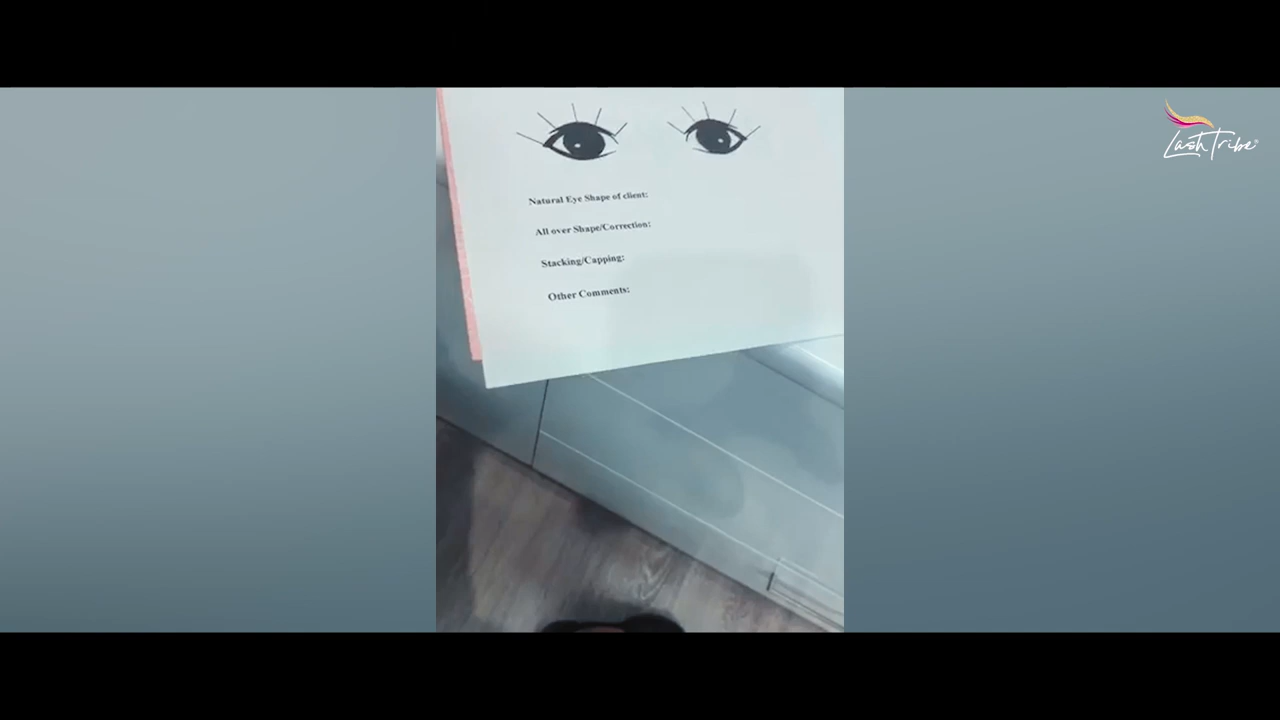 LashTribe
Natural Eye Shape of client:
All over Shape/Correction:
Stacking/Capping:
Other Comments: